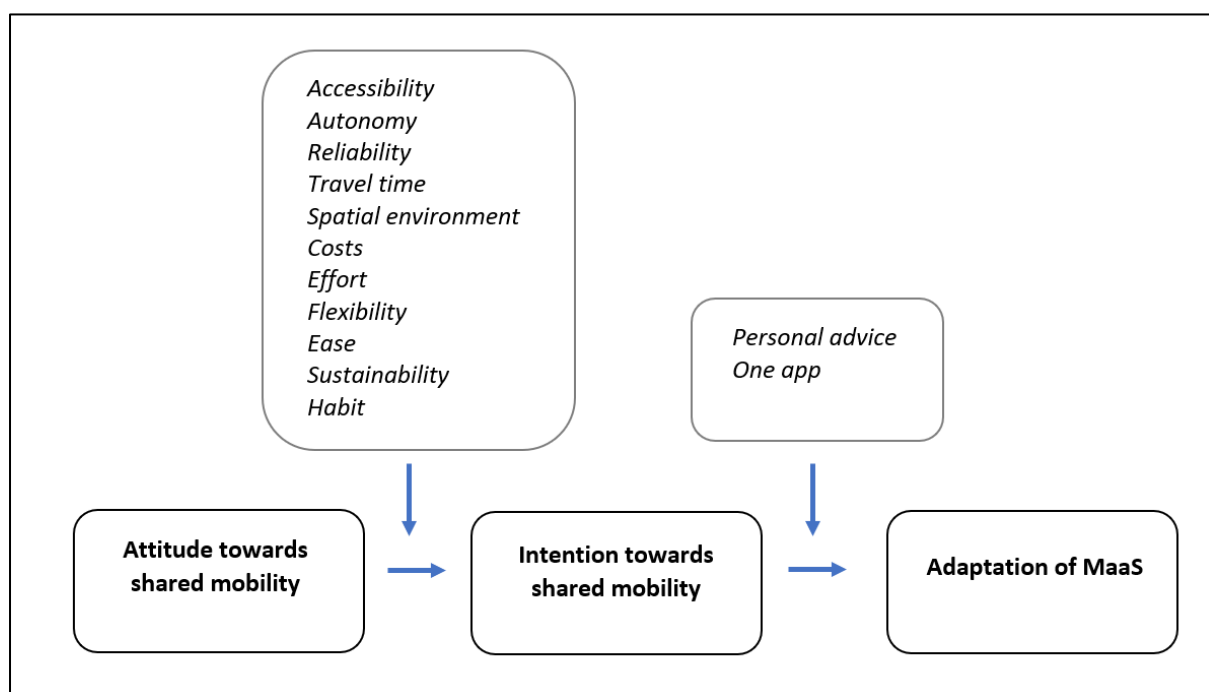 Accessibility
Autonomy
Reliability
Travel time
Spatial environment
Costs
Effort
Flexibility
Ease
Sustainability
Habit
Personal advice
One app
Attitude towards
shared mobility
Intention towards
shared mobility
Adaptation of MaaS